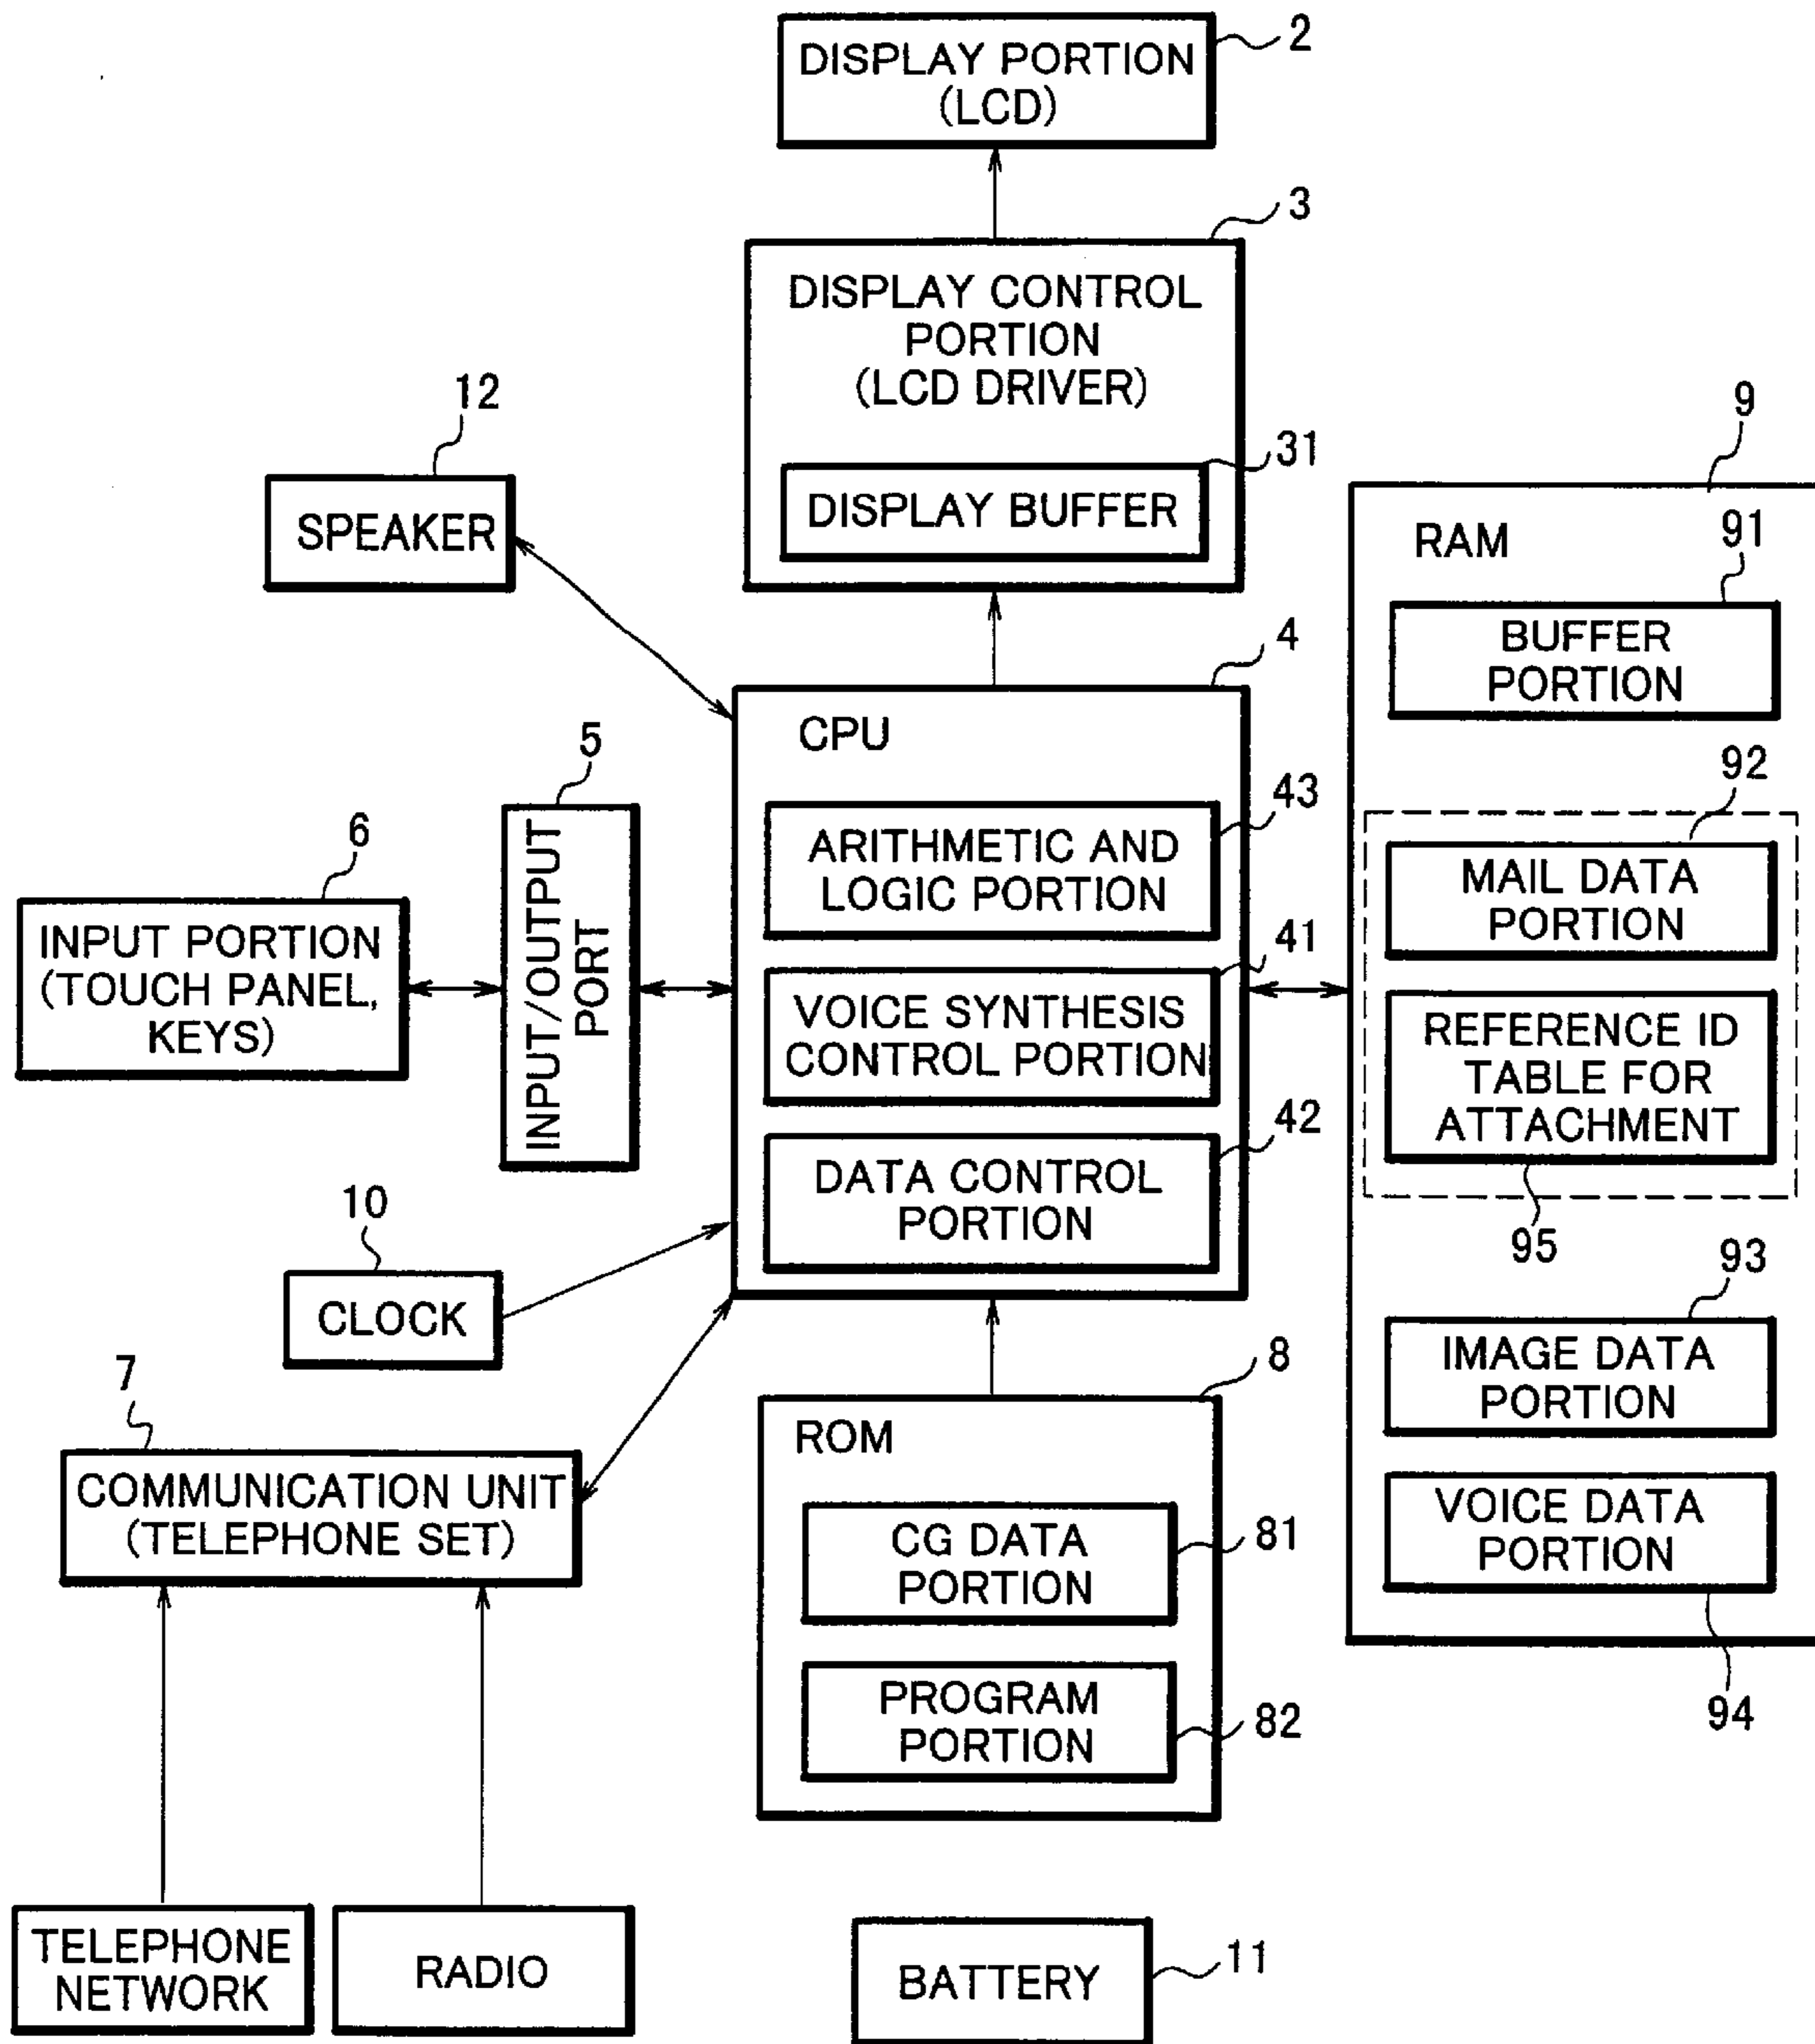 2
DISPLAY PORTION
(LCD)
3
DISPLAY CONTROL
PORTION
(LCD DRIVER)
31
DISPLAY BUFFER
12
SPEAKER
9
RAM
91
BUFFER
PORTION
92
MAIL DATA
PORTION
REFERENCE ID
TABLE FOR
ATTACHMENT
95
93
IMAGE DATA
PORTION
VOICE DATA
PORTION
94
4
CPU
43
ARITHMETIC AND
LOGIC PORTION
41
VOICE SYNTHESIS
CONTROL PORTION
42
DATA CONTROL
PORTION
5
INPUT/OUTPUT
PORT
6
INPUT PORTION
(TOUCH PANEL,
KEYS)
10
CLOCK
7
COMMUNICATION UNIT
(TELEPHONE SET)
8
ROM
CG DATA
PORTION
81
PROGRAM
PORTION
82
TELEPHONE
NETWORK
RADIO
BATTERY
11